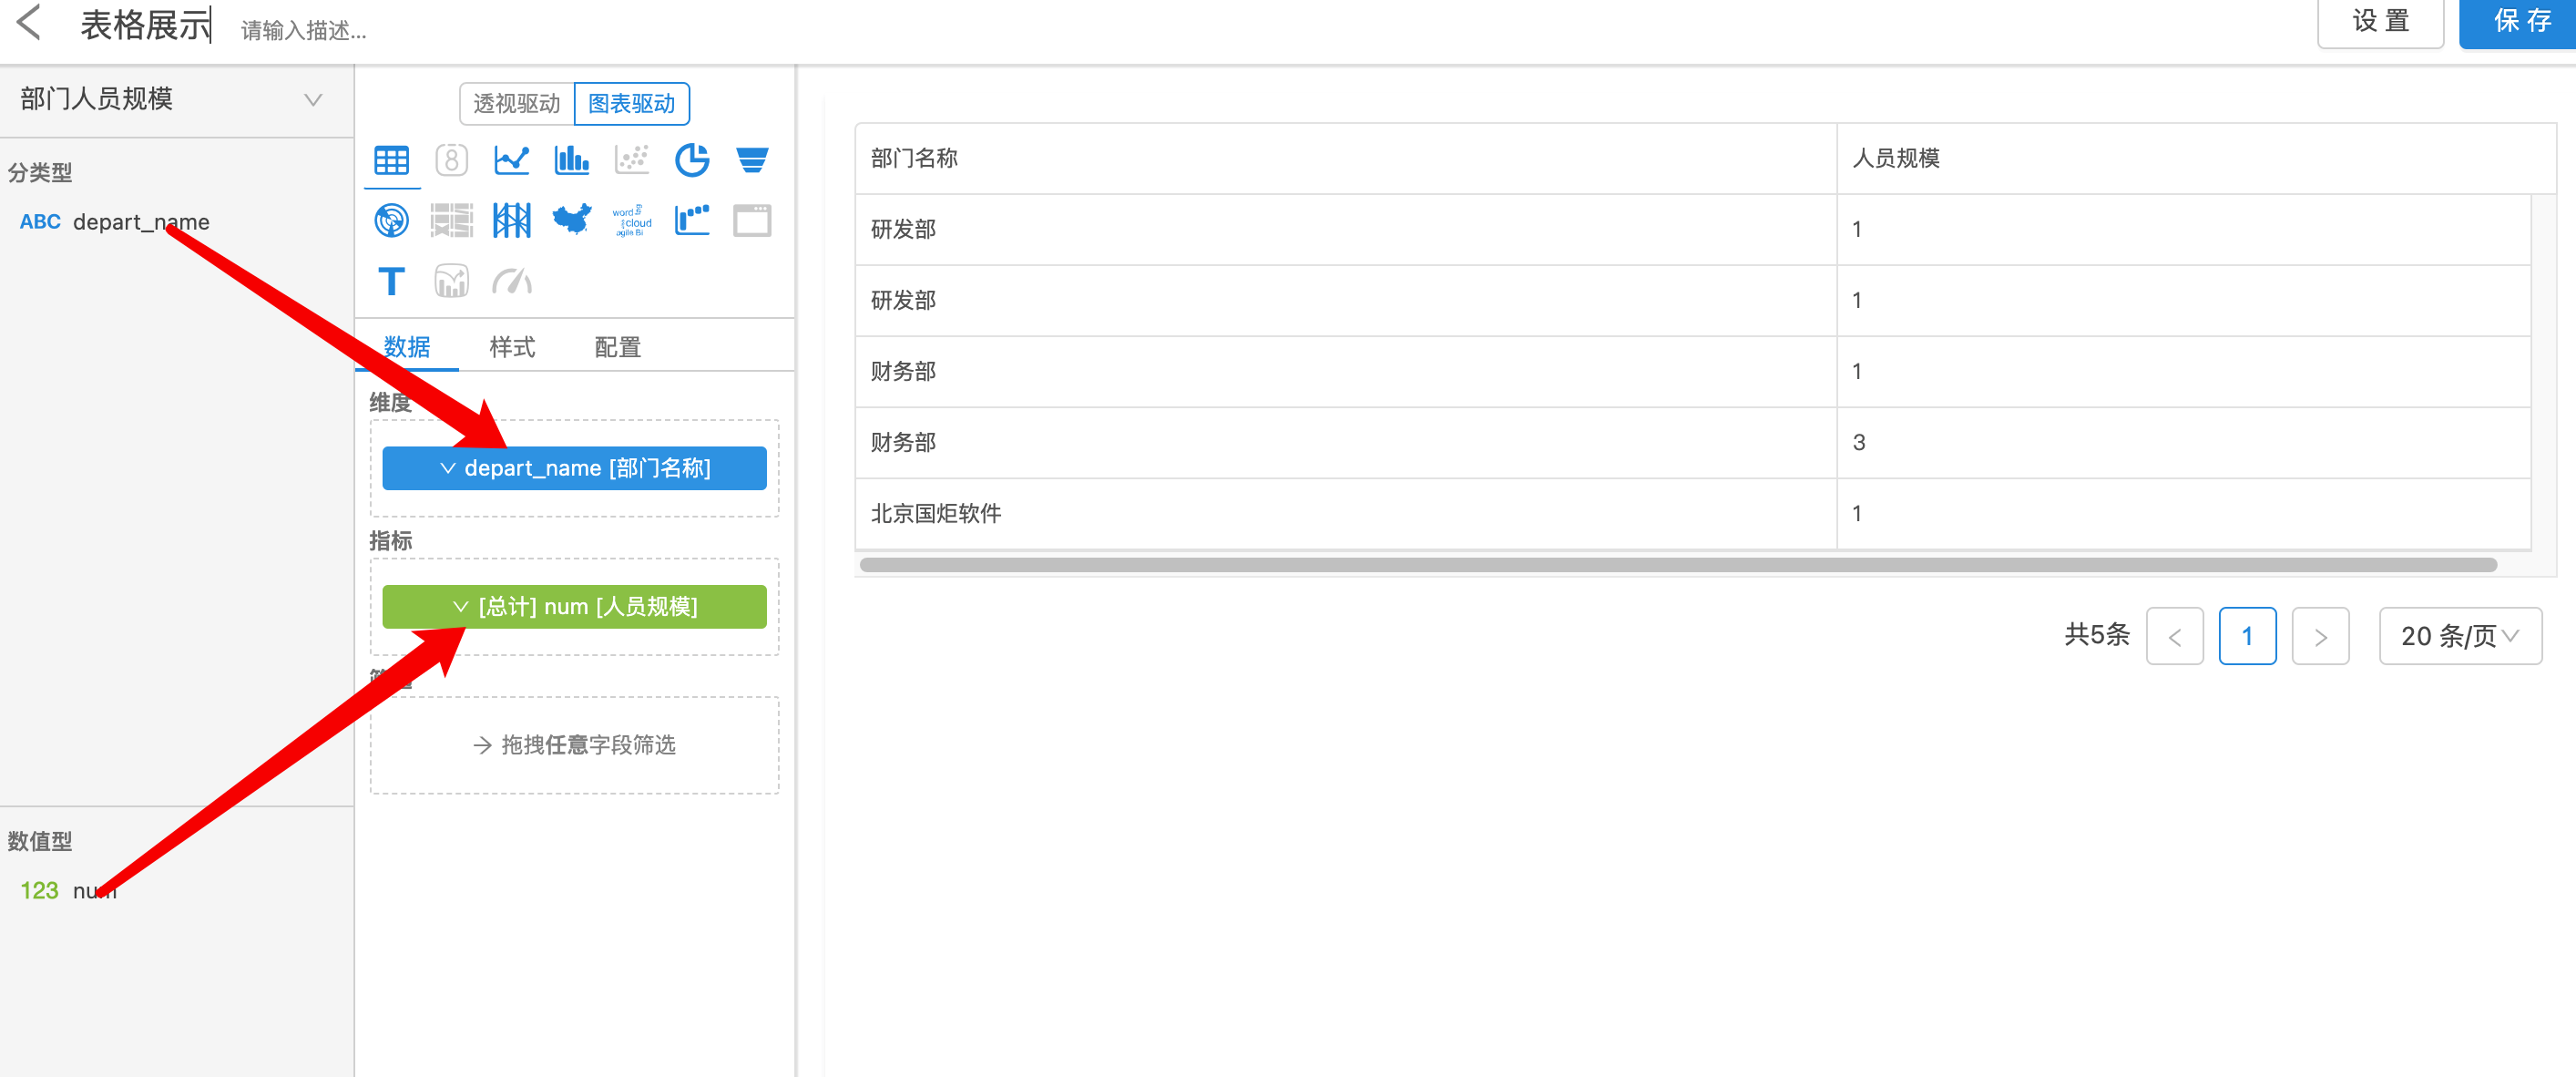 表格展示
请输入描述...
设 置
保 存
部门人员规模
分类型
ABC depart_name
数值型
123 num
透视驱动
图表驱动
8
word
cloud
agile BI
T
数据
样式
配置
维度
depart_name [部门名称]
指标
[总计] num [人员规模]
→ 拖拽任意字段筛选
部门名称 人员规模
研发部 1
研发部 1
财务部 1
财务部 3
北京国炬软件 1
共5条
<
1
>
20 条/页